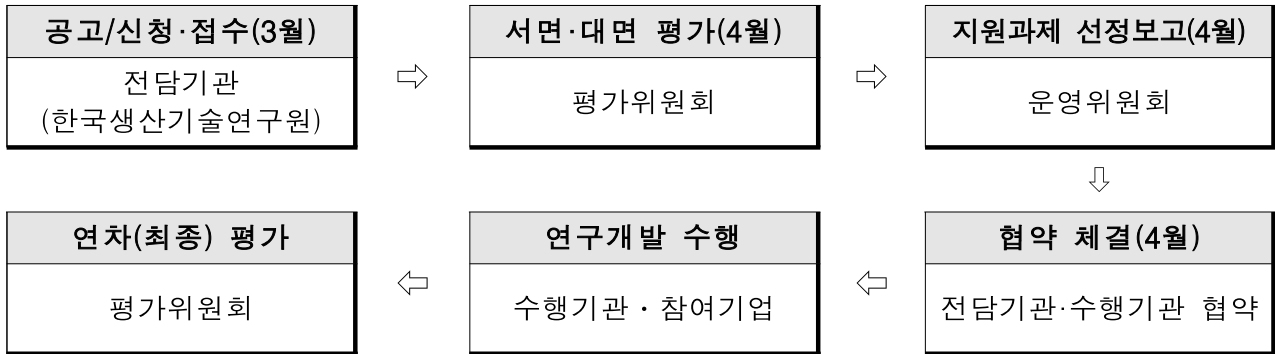 공고/신청·접수(3월)
전담기관
(한국생산기술연구원)
서면·대면 평가(4월)
평가위원회
지원과제 선정보고(4월)
운영위원회
협약 체결(4월)
전담기관·수행기관 협약
연구개발 수행
수행기관·참여기업
연차(최종) 평가
평가위원회